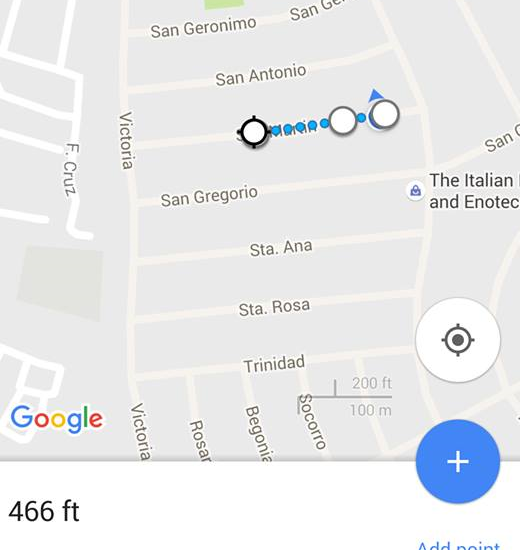 San Geronimo
San Ge
San Antonio
Victoria
F. Cruz
San
San Gregorio
The Italian
and Enotec
Sta. Ana
Sta. Rosa
Trinidad
200 ft
100 m
Google
Victoria
Rosar
Begonia
Socorro
466 ft
Add point